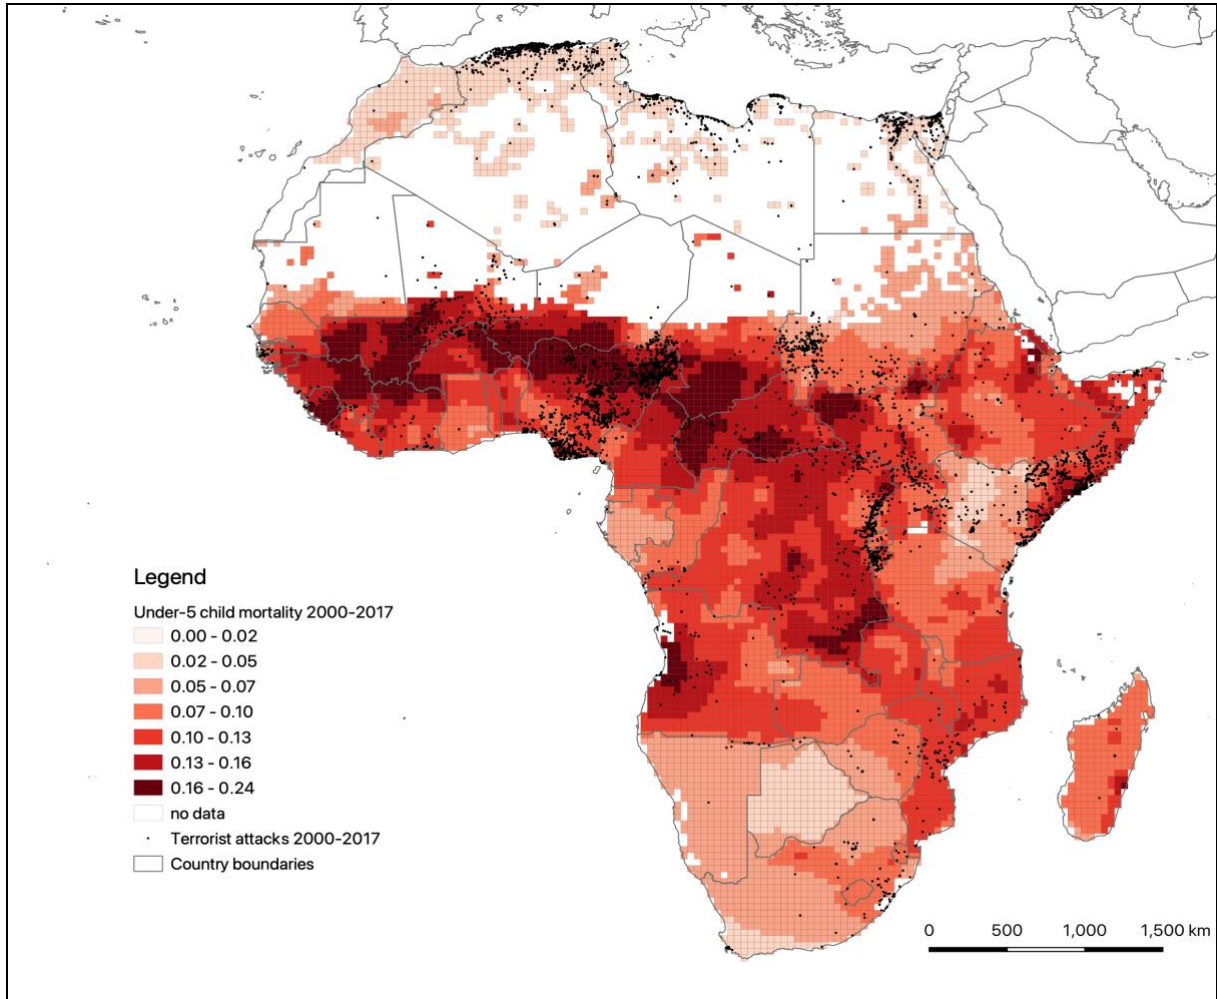 Legend
Under-5 child mortality 2000-2017
0.00 - 0.02
0.02 - 0.05
0.05 - 0.07
0.07 - 0.10
0.10 - 0.13
0.13 - 0.16
0.16 - 0.24
no data
Terrorist attacks 2000-2017
Country boundaries
0 500 1,000 1,500 km